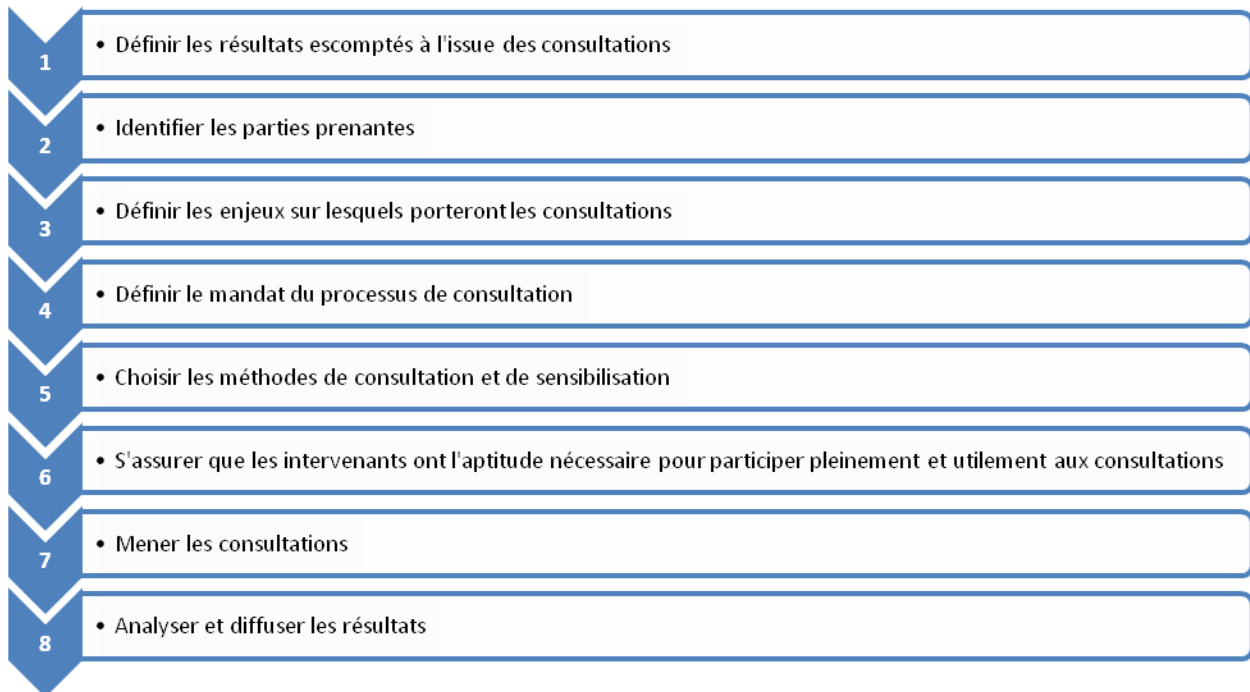 1
• Définir les résultats escomptés à l'issue des consultations
2
• Identifier les parties prenantes
3
• Définir les enjeux sur lesquels porteront les consultations
4
• Définir le mandat du processus de consultation
5
• Choisir les méthodes de consultation et de sensibilisation
6
• S'assurer que les intervenants ont l'aptitude nécessaire pour participer pleinement et utilement aux consultations
7
• Mener les consultations
8
• Analyser et diffuser les résultats